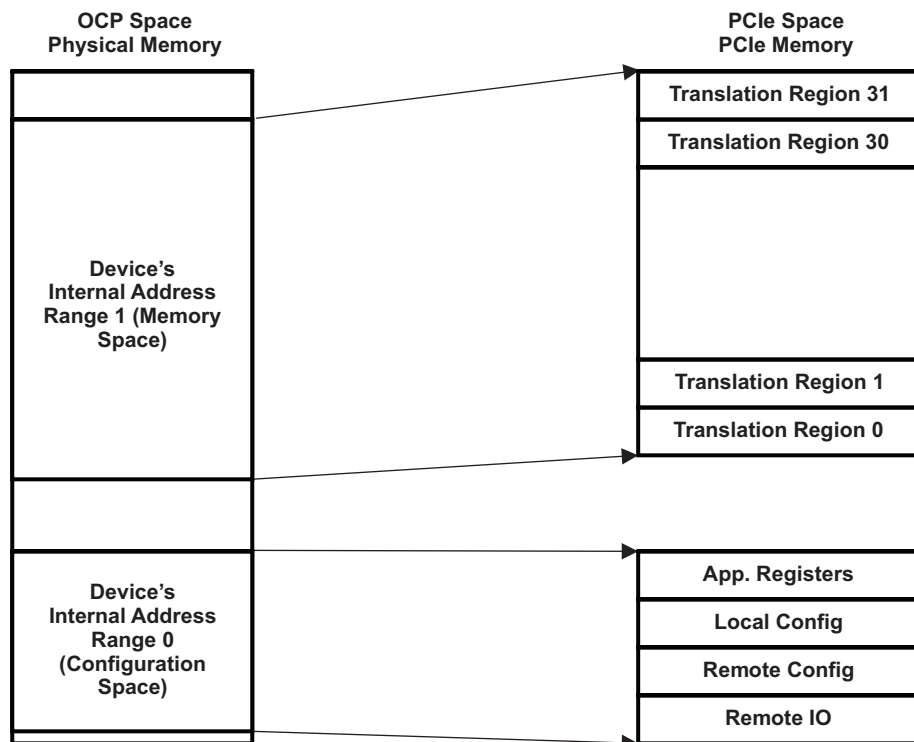 OCP Space
Physical Memory
PCIe Space
PCIe Memory
Translation Region 31
Translation Region 30
Device's
Internal Address
Range 1 (Memory
Space)
Translation Region 1
Translation Region 0
Device's
Internal Address
Range 0
(Configuration
Space)
App. Registers
Local Config
Remote Config
Remote IO